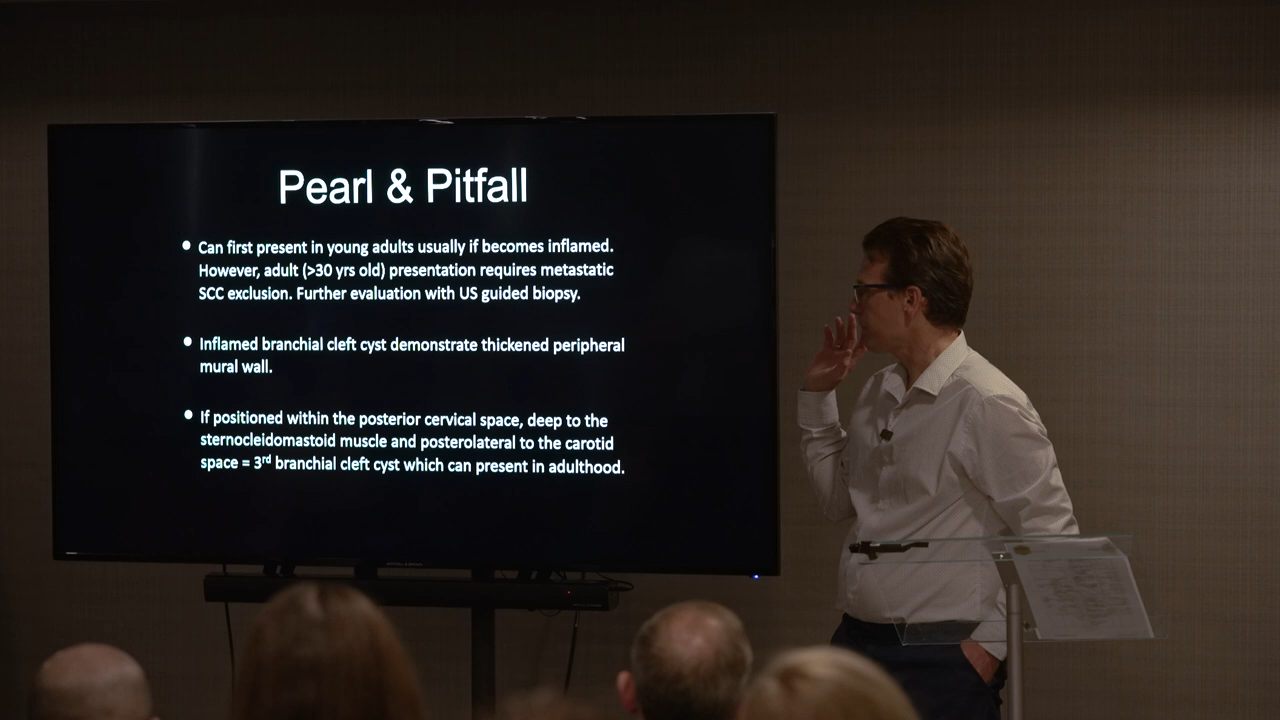 Pearl & Pitfall
• Can first present in young adults usually if becomes inflamed.
However, adult (>30 yrs old) presentation requires metastatic
SCC exclusion. Further evaluation with US guided biopsy.
• Inflamed branchial cleft cyst demonstrate thickened peripheral
mural wall.
• If positioned within the posterior cervical space, deep to the
sternocleidomastoid muscle and posterolateral to the carotid
space = 3rd branchial cleft cyst which can present in adulthood.